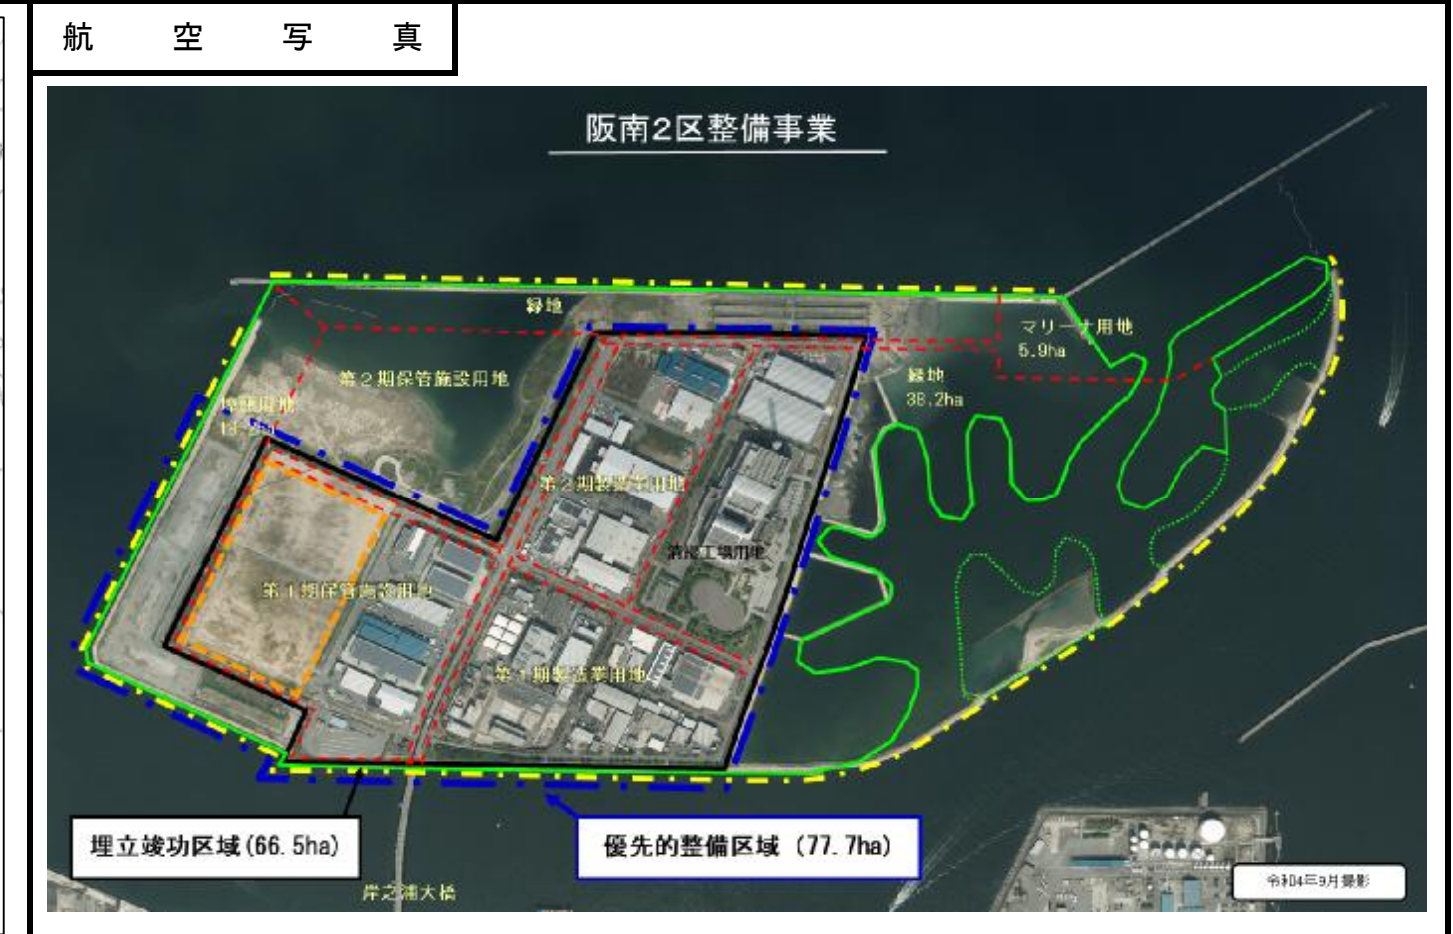 航空写真
阪南2区整備事業
緑地
マリーナ用地
5.9ha
第2期保管施設用地
緑地
38.2ha
第2期製造業用地
清掃工場用地
第1期保管施設用地
第1期製造業用地
埋立竣功区域(66.5ha)
優先的整備区域 (77.7ha)
岸之浦大橋
令和4年9月撮影